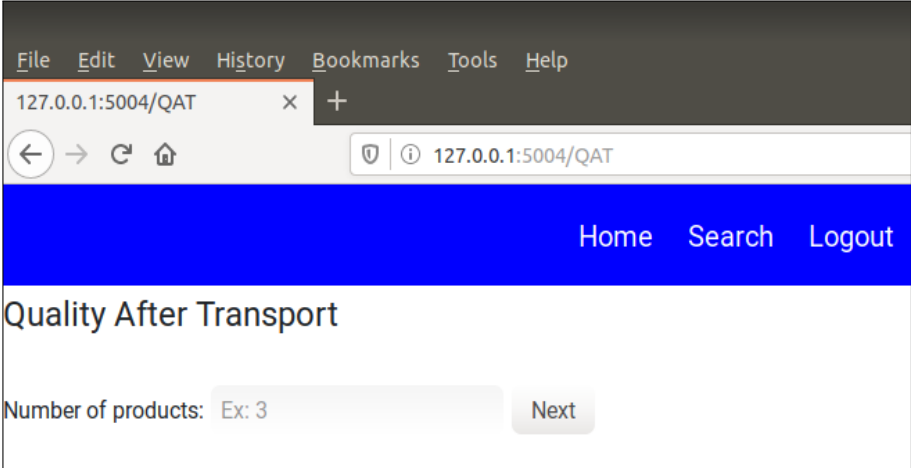 File Edit View History Bookmarks Tools Help
127.0.0.1:5004/QAT
127.0.0.1:5004/QAT
Home Search Logout
Quality After Transport
Number of products: Ex: 3 Next